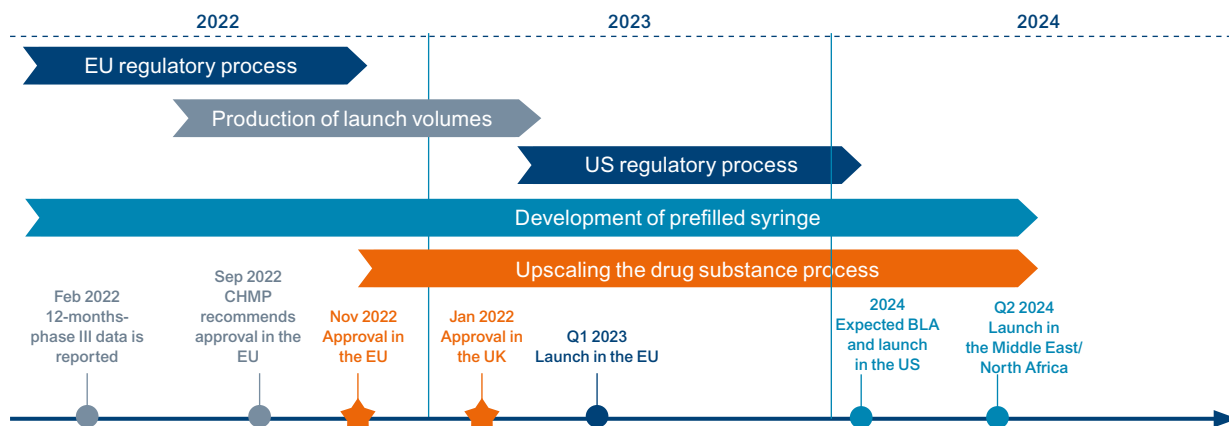 2022
2023
2024
EU regulatory process
Production of launch volumes
US regulatory process
Development of prefilled syringe
Upscaling the drug substance process
Feb 2022
12-months-
phase III data is
reported
Sep 2022
CHMP
recommends
approval in the
EU
Nov 2022
Approval in
the EU
Jan 2022
Approval in
the UK
Q1 2023
Launch in the EU
2024
Expected BLA
and launch
in the US
Q2 2024
Launch in
the Middle East/
North Africa